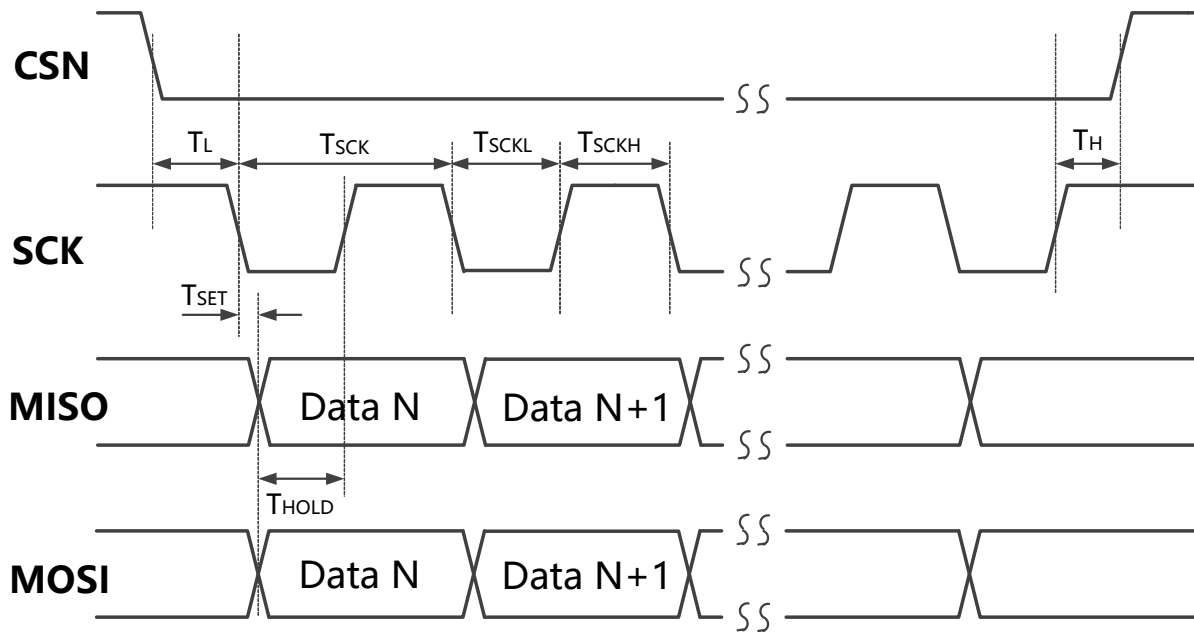 CSN
TL TSCK TSCKL TSCKH TH
SCK
TSET
MISO Data N Data N+1
THOLD
MOSI Data N Data N+1